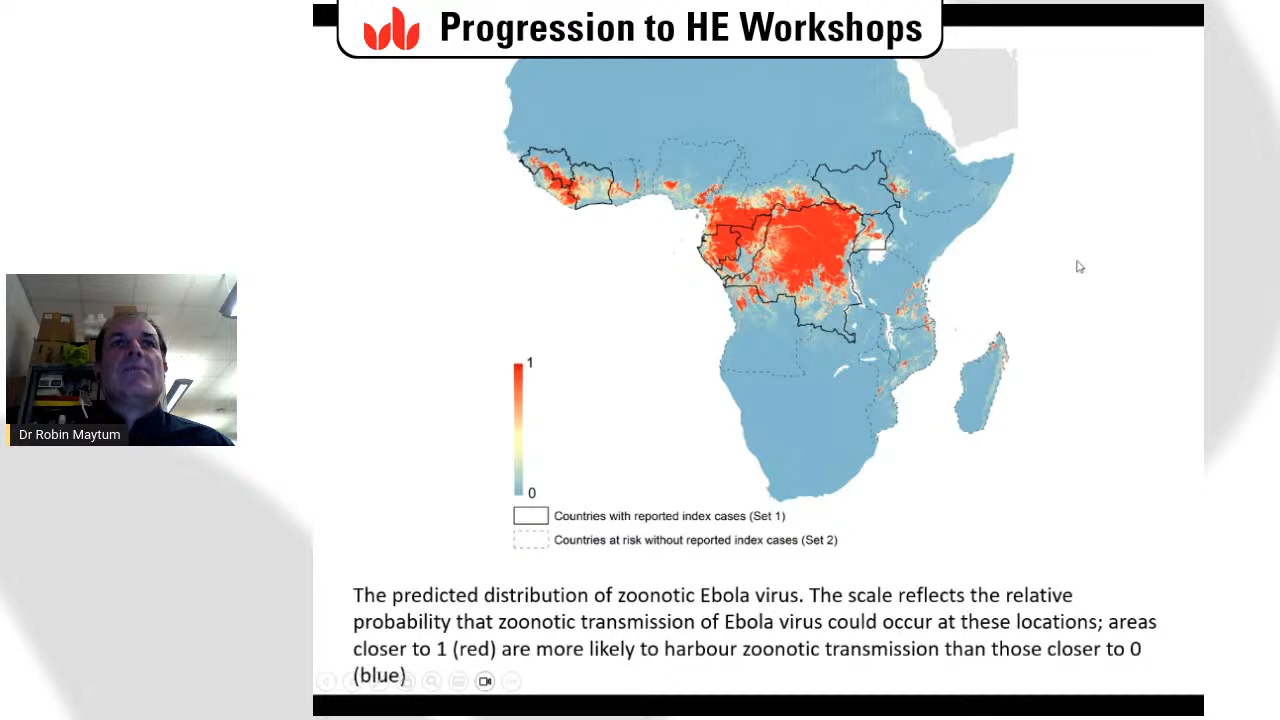 Progression to HE Workshops
1
0
Countries with reported index cases (Set 1)
Countries at risk without reported index cases (Set 2)
Dr Robin Maytum
The predicted distribution of zoonotic Ebola virus. The scale reflects the relative
probability that zoonotic transmission of Ebola virus could occur at these locations; areas
closer to 1 (red) are more likely to harbour zoonotic transmission than those closer to 0
(blue)